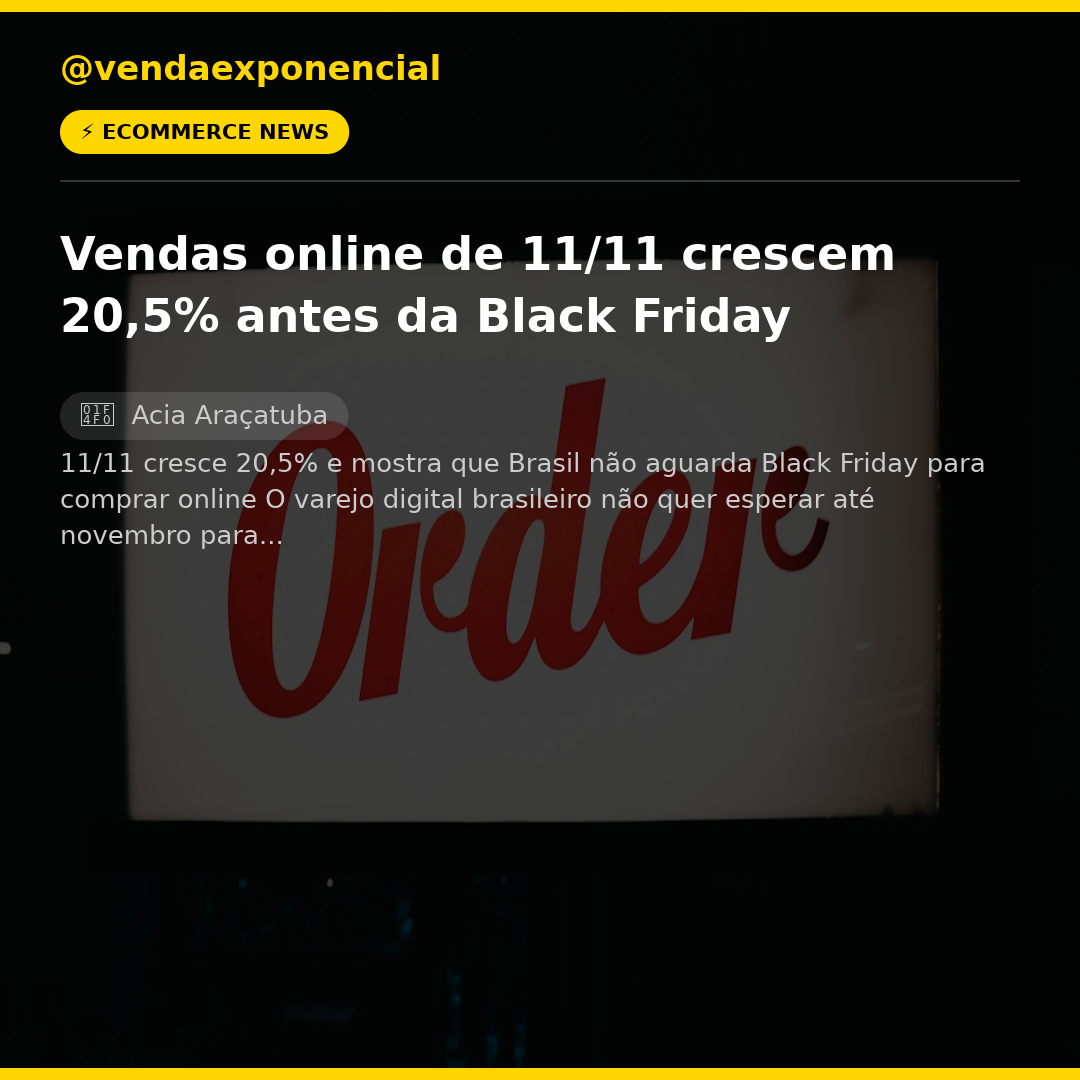 @vendaexponencial
⚡ ECOMMERCE NEWS
Vendas online de 11/11 crescem
20,5% antes da Black Friday
Acia Araçatuba
11/11 cresce 20,5% e mostra que Brasil não aguarda Black Friday para
comprar online O varejo digital brasileiro não quer esperar até
novembro para...
Order